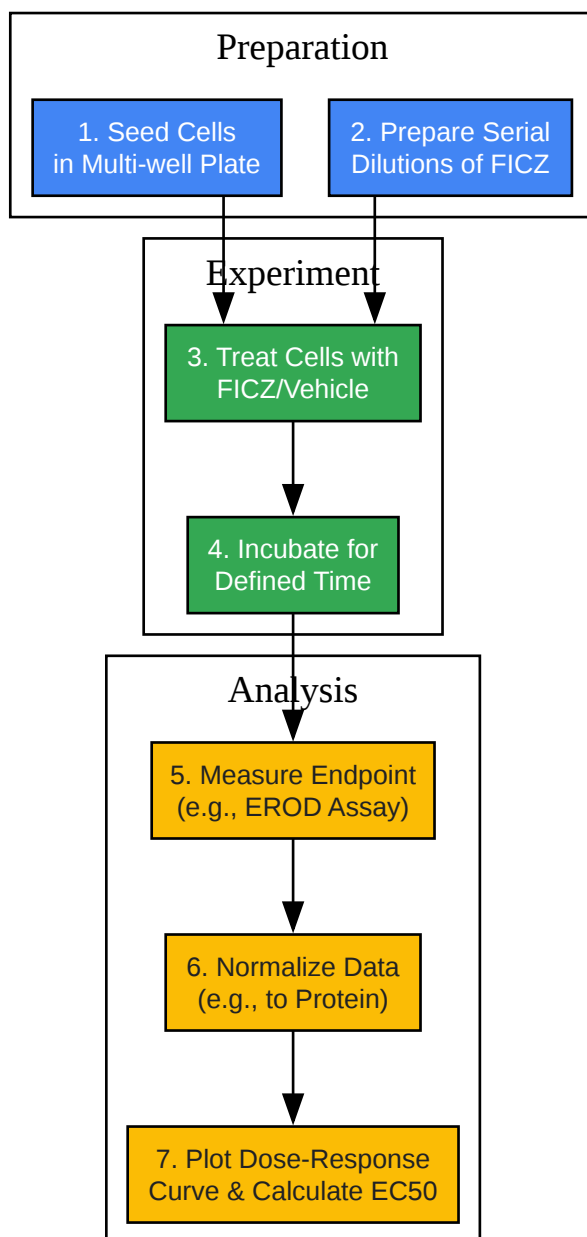 Preparation
1. Seed Cells
in Multi-well Plate
2. Prepare Serial
Dilutions of FICZ
Experiment
3. Treat Cells with
FICZ/Vehicle
4. Incubate for
Defined Time
Analysis
5. Measure Endpoint
(e.g., EROD Assay)
6. Normalize Data
(e.g., to Protein)
7. Plot Dose-Response
Curve & Calculate EC50